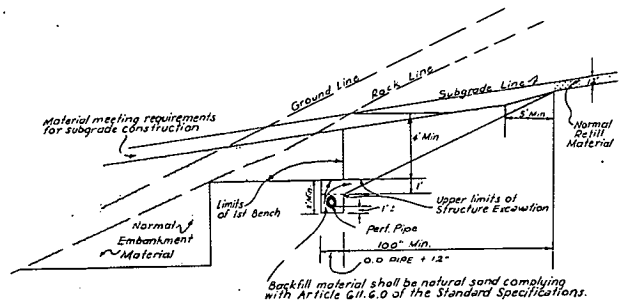 Ground Line
Rock Line
Subgrade Line
Material meeting requirements
for subgrade construction
5' Min.
Normal
Refill
Material
4' Min
1'
Limits
of
1st Bench
Upper limits of
Structure Excavation
1' ±
Normal
Embankment
Material
Perf. Pipe
100" Min.
O.D PIPE + 12"
Backfill material shall be natural sand complying
with Article 611.6.0 of the Standard Specifications.